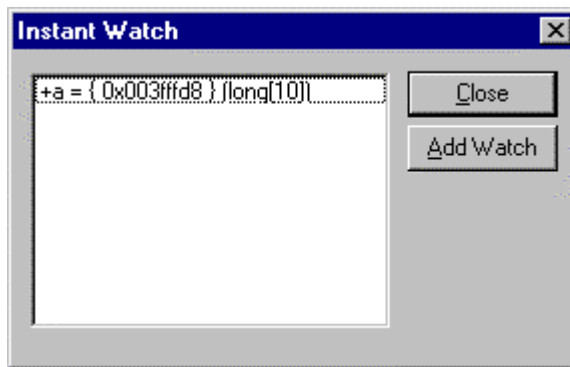 Instant Watch
+a = { 0x003fffd8 } [long[10]]
Close
Add Watch